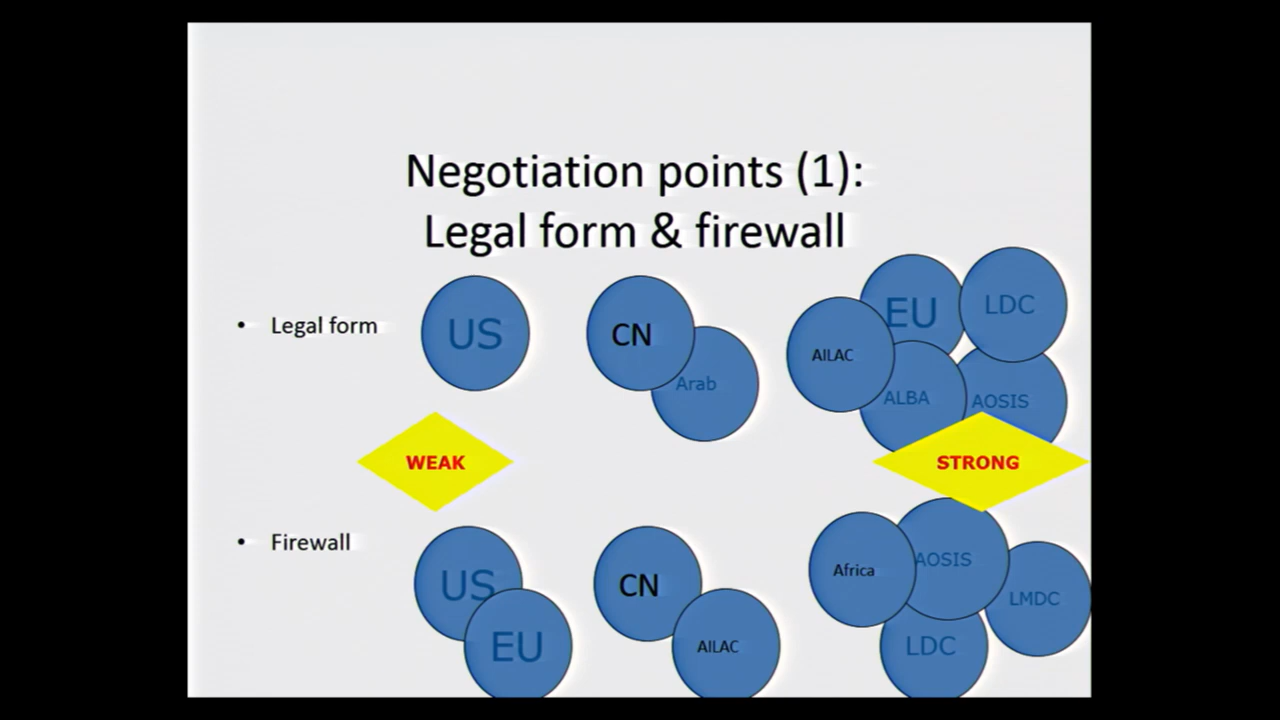 Negotiation points (1):
Legal form & firewall
• Legal form
US
CN
Arab
AILAC
EU
LDC
ALBA
AOSIS
WEAK
STRONG
• Firewall
US
EU
CN
AILAC
Africa
AOSIS
LMDC
LDC